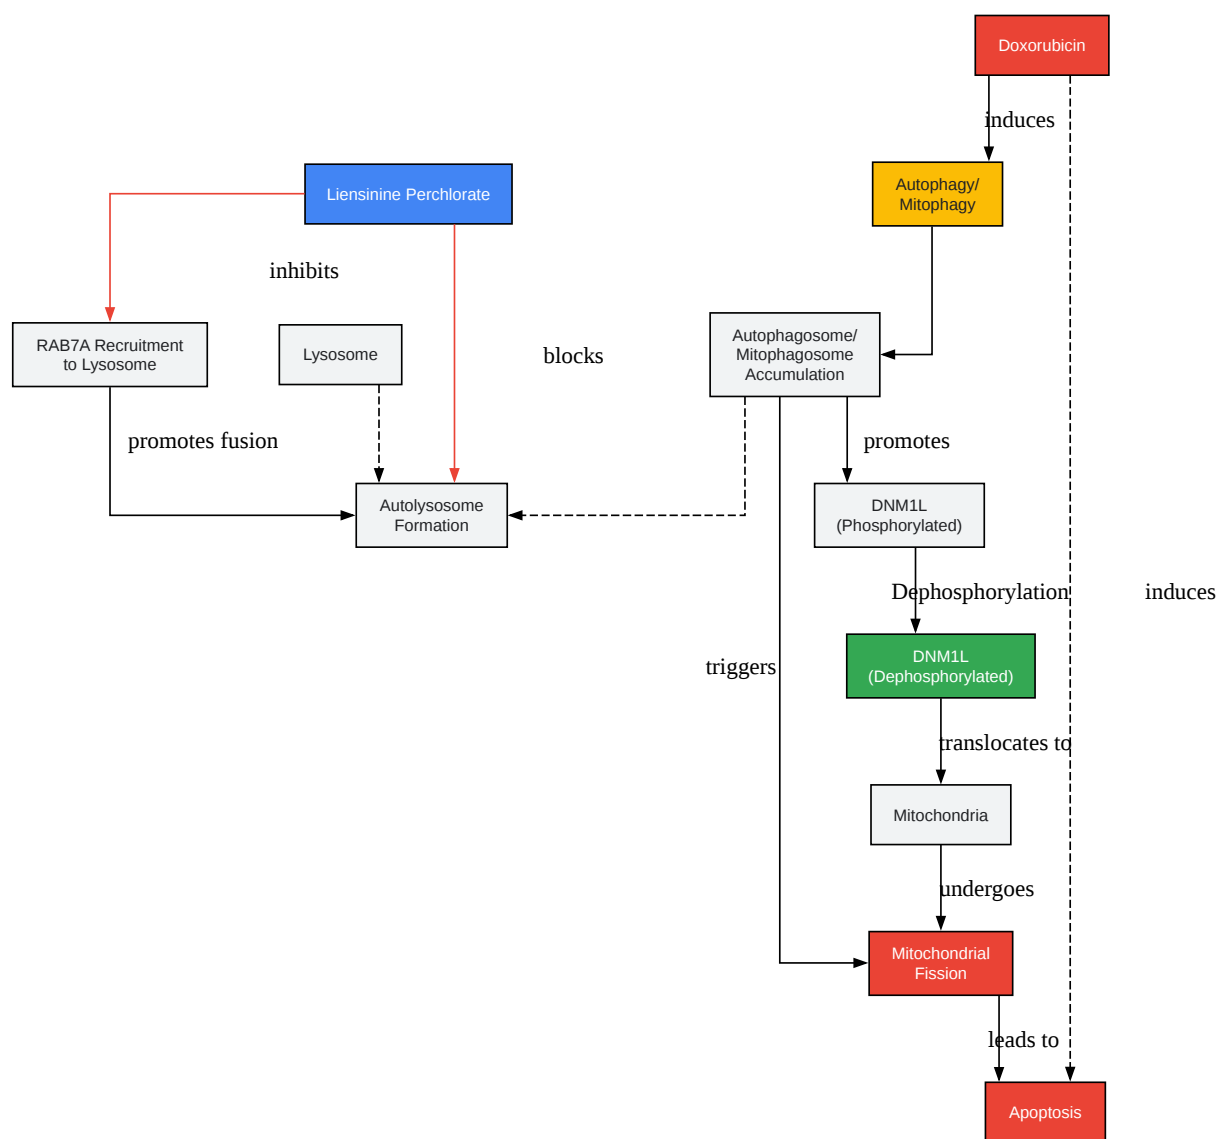 Doxorubicin
induces
Autophagy/
Mitophagy
Liensinine Perchlorate
inhibits
RAB7A Recruitment
to Lysosome
Lysosome
blocks
Autophagosome/
Mitophagosome
Accumulation
promotes fusion
promotes
Autolysosome
Formation
DNM1L
(Phosphorylated)
Dephosphorylation
induces
DNM1L
(Dephosphorylated)
triggers
translocates to
Mitochondria
undergoes
Mitochondrial
Fission
leads to
Apoptosis